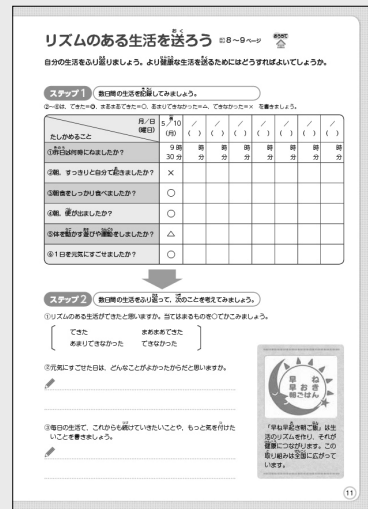 リズムのある生活を送ろう 8〜9ページ
自分の生活をふり返りましょう。より健康な生活を送るためにはどうすればよいでしょうか。
ステップ1 数日間の生活を記録してみましょう。
②〜⑥は、できた=◎、まあまあできた=○、あまりできなかった=△、できなかった=× を書きましょう。
月/日
(曜日)
たしかめること
5/10
(月)
/
( )
/
( )
/
( )
/
( )
/
( )
/
( )
①昨日は何時にねましたか?
9時
30分
時
分
時
分
時
分
時
分
時
分
時
分
②朝、すっきりと自分で起きましたか? ×
③朝食をしっかり食べましたか? ○
④朝、便が出ましたか? ○
⑤体を動かす遊びや運動をしましたか? △
⑥1日を元気にすごせましたか? ○
ステップ2 数日間の生活をふり返って、次のことを考えてみましょう。
①リズムのある生活ができたと思いますか。当てはまるものを○でかこみましょう。
できた まあまあできた
あまりできなかった できなかった
②元気にすごせた日は、どんなことがよかったからだと思いますか。
③毎日の生活で、これからも続けていきたいことや、もっと気を付けた
いことを書きましょう。
早ね
早おき
朝ごはん
「早ね早起き朝ご飯」は生
活のリズムを作り、それが
健康につながります。この
取り組みは全国に広がって
います。
11